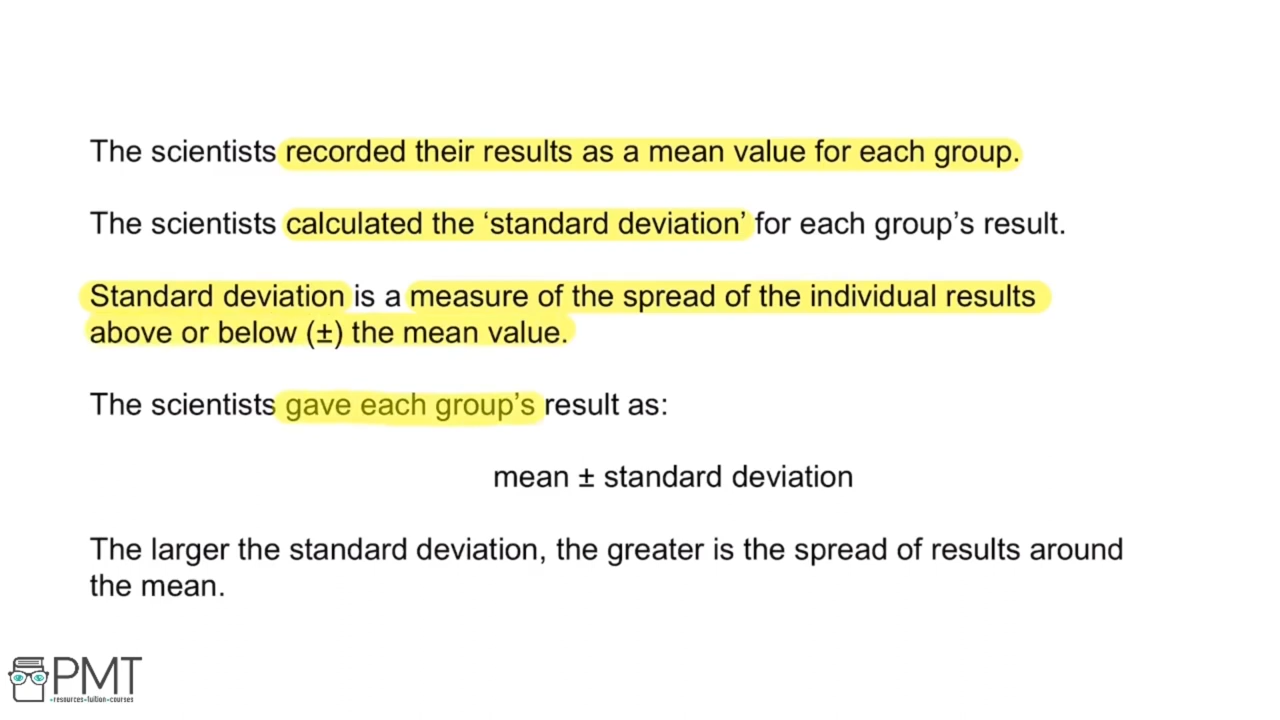 The scientists recorded their results as a mean value for each group.
The scientists calculated the ‘standard deviation’ for each group’s result.
Standard deviation is a measure of the spread of the individual results
above or below (±) the mean value.
The scientists gave each group’s result as:
mean ± standard deviation
The larger the standard deviation, the greater is the spread of results around
the mean.
PMT
•resources•tuition•courses